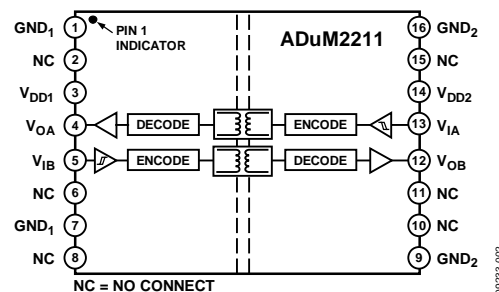 GND1 1 PIN 1 INDICATOR ADuM2211 16 GND2
NC 2 15 NC
VDD1 3 14 VDD2
VOA 4 DECODE ENCODE 13 VIA
VIB 5 ENCODE DECODE 12 VOB
NC 6 11 NC
GND1 7 10 NC
NC 8 9 GND2
NC = NO CONNECT